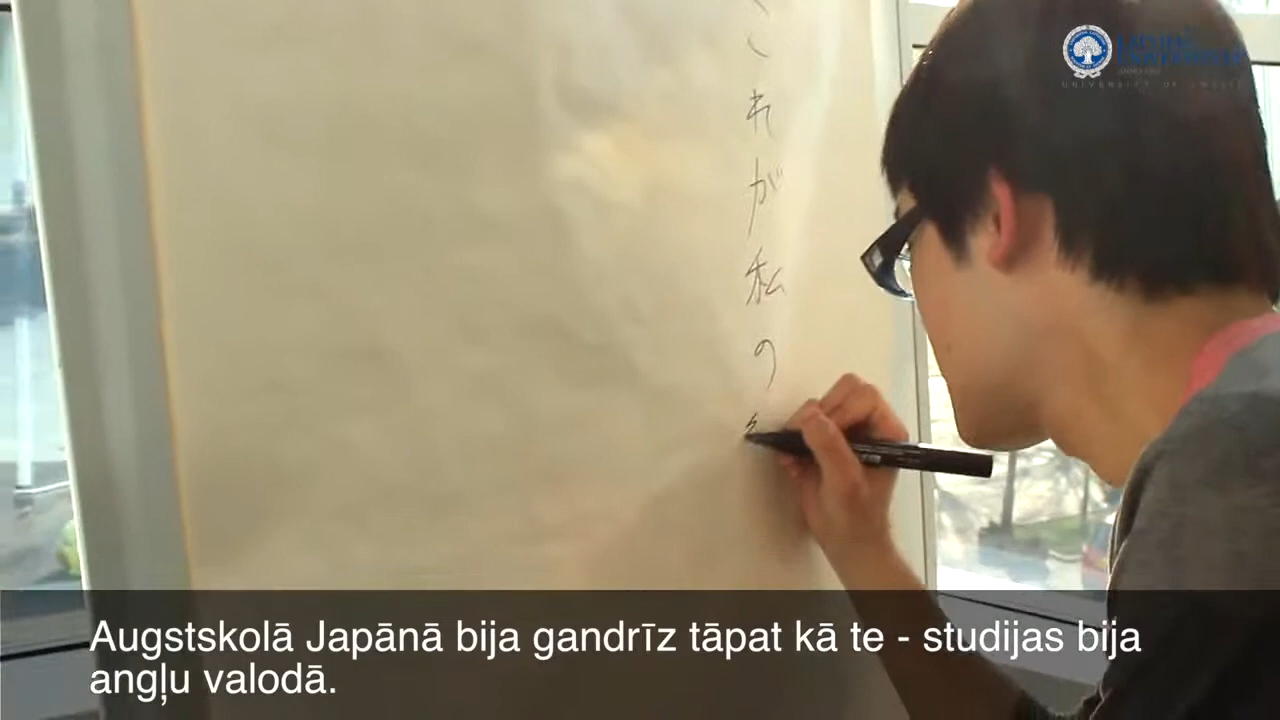 これが私の
Augstskolā Japānā bija gandrīz tāpat kā te - studijas bija
angļu valodā.